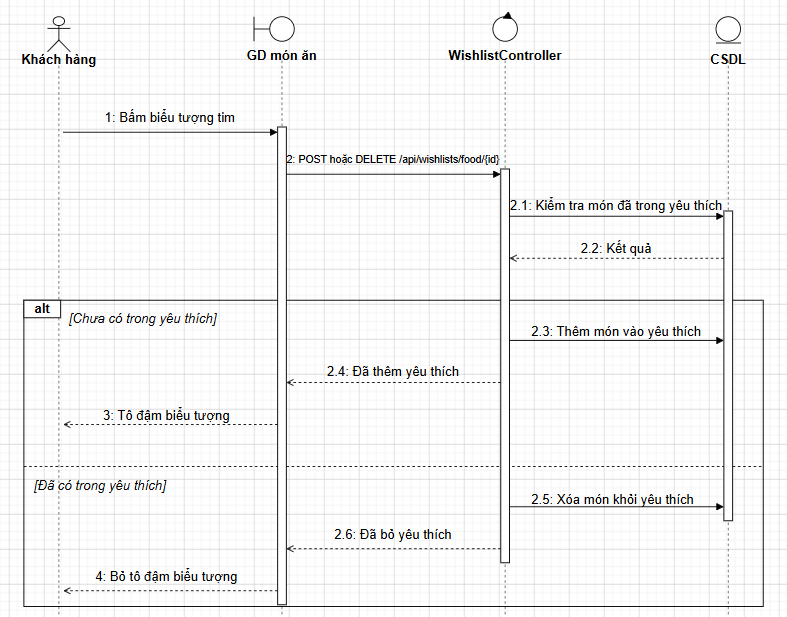 Khách hàng
GD món ăn
WishlistController
CSDL
1: Bấm biểu tượng tim
2: POST hoặc DELETE /api/wishlists/food/{id}
2.1: Kiểm tra món đã trong yêu thích
2.2: Kết quả
alt
[Chưa có trong yêu thích]
2.3: Thêm món vào yêu thích
2.4: Đã thêm yêu thích
3: Tô đậm biểu tượng
[Đã có trong yêu thích]
2.5: Xóa món khỏi yêu thích
2.6: Đã bỏ yêu thích
4: Bỏ tô đậm biểu tượng